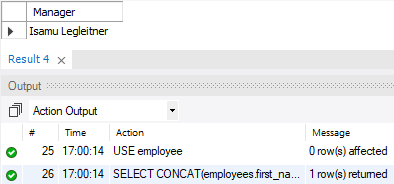 Manager
Isamu Legleitner
Result 4
Output
Action Output
# Time Action Message
25 17:00:14 USE employee 0 row(s) affected
26 17:00:14 SELECT CONCAT(employees.first_na... 1 row(s) returned